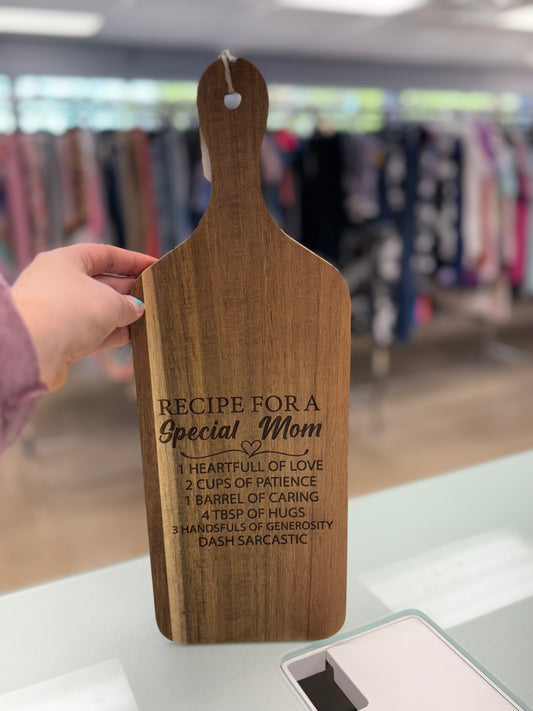 RECIPE FOR A
Special Mom
1 HEARTFULL OF LOVE
2 CUPS OF PATIENCE
1 BARREL OF CARING
4 TBSP OF HUGS
3 HANDSFULS OF GENEROSITY
DASH SARCASTIC